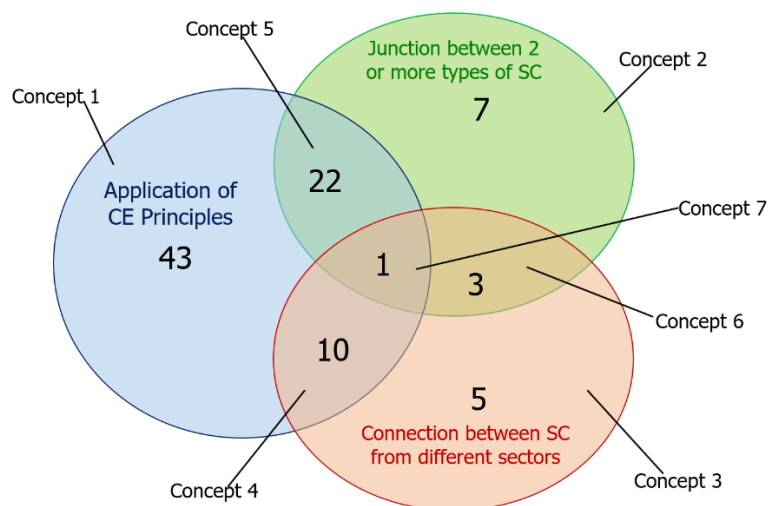 Concept 5
Junction between 2
or more types of SC
Concept 2
Concept 1
7
22
Application of
CE Principles
43
Concept 7
1
3
Concept 6
10
5
Connection between SC
from different sectors
Concept 4
Concept 3